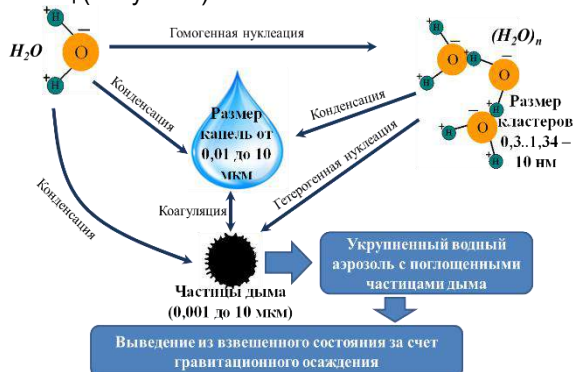 Гомогенная нуклеация
H₂O
(H₂O)n
H
O
H
H
O
H
H
O
H
O
H
H
Конденсация
Конденсация
Размер
капель от
0,01 до 10
мкм
Размер
кластеров
0,3..1,34 –
10 нм
Гетерогенная нуклеация
Конденсация
Коагуляция
Частицы дыма
(0,001 до 10 мкм)
Укрупненный водный
аэрозоль с поглощенными
частицами дыма
Выведение из взвешенного состояния за счет
гравитационного осаждения